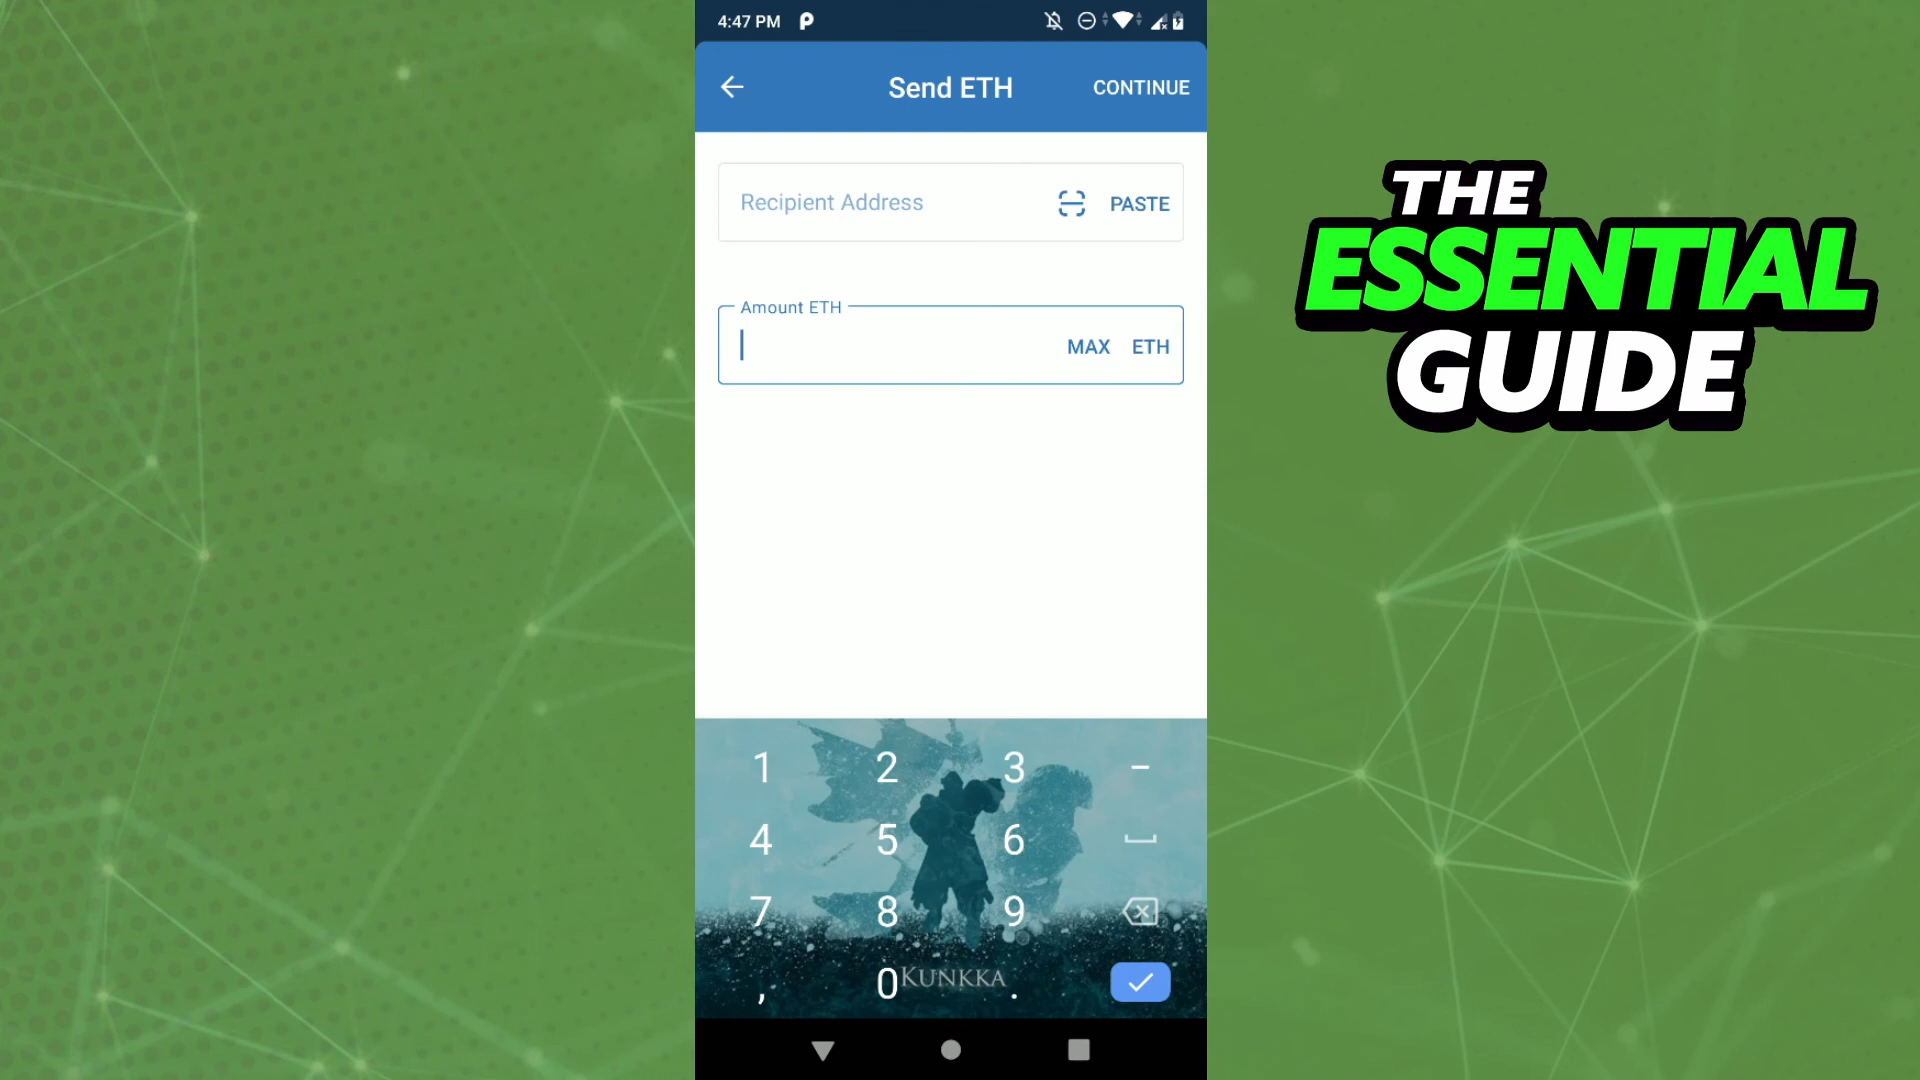 4:47 PM
Send ETH
CONTINUE
Recipient Address
PASTE
Amount ETH
MAX ETH
THE
ESSENTIAL
GUIDE
1 2 3 -
4 5 6
7 8 9
, 0 .
KUNKKA